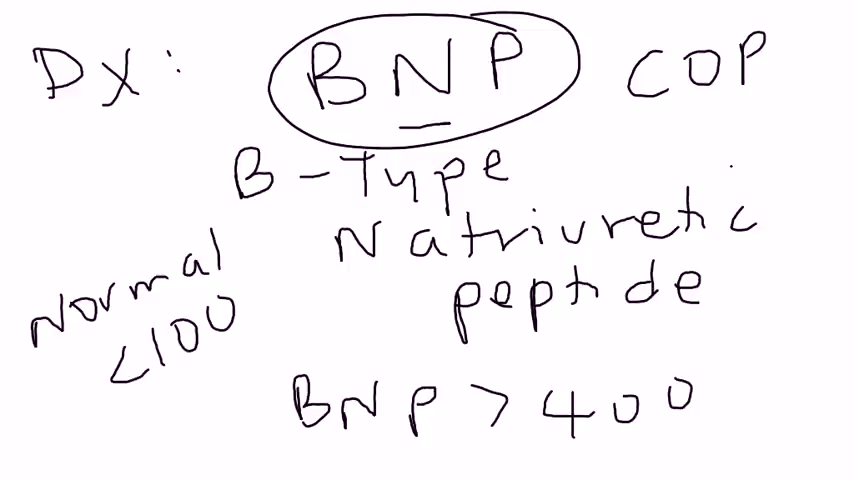 DX: BNP COP
B-Type
Natriuretic
peptide
Normal
<100
BNP > 400